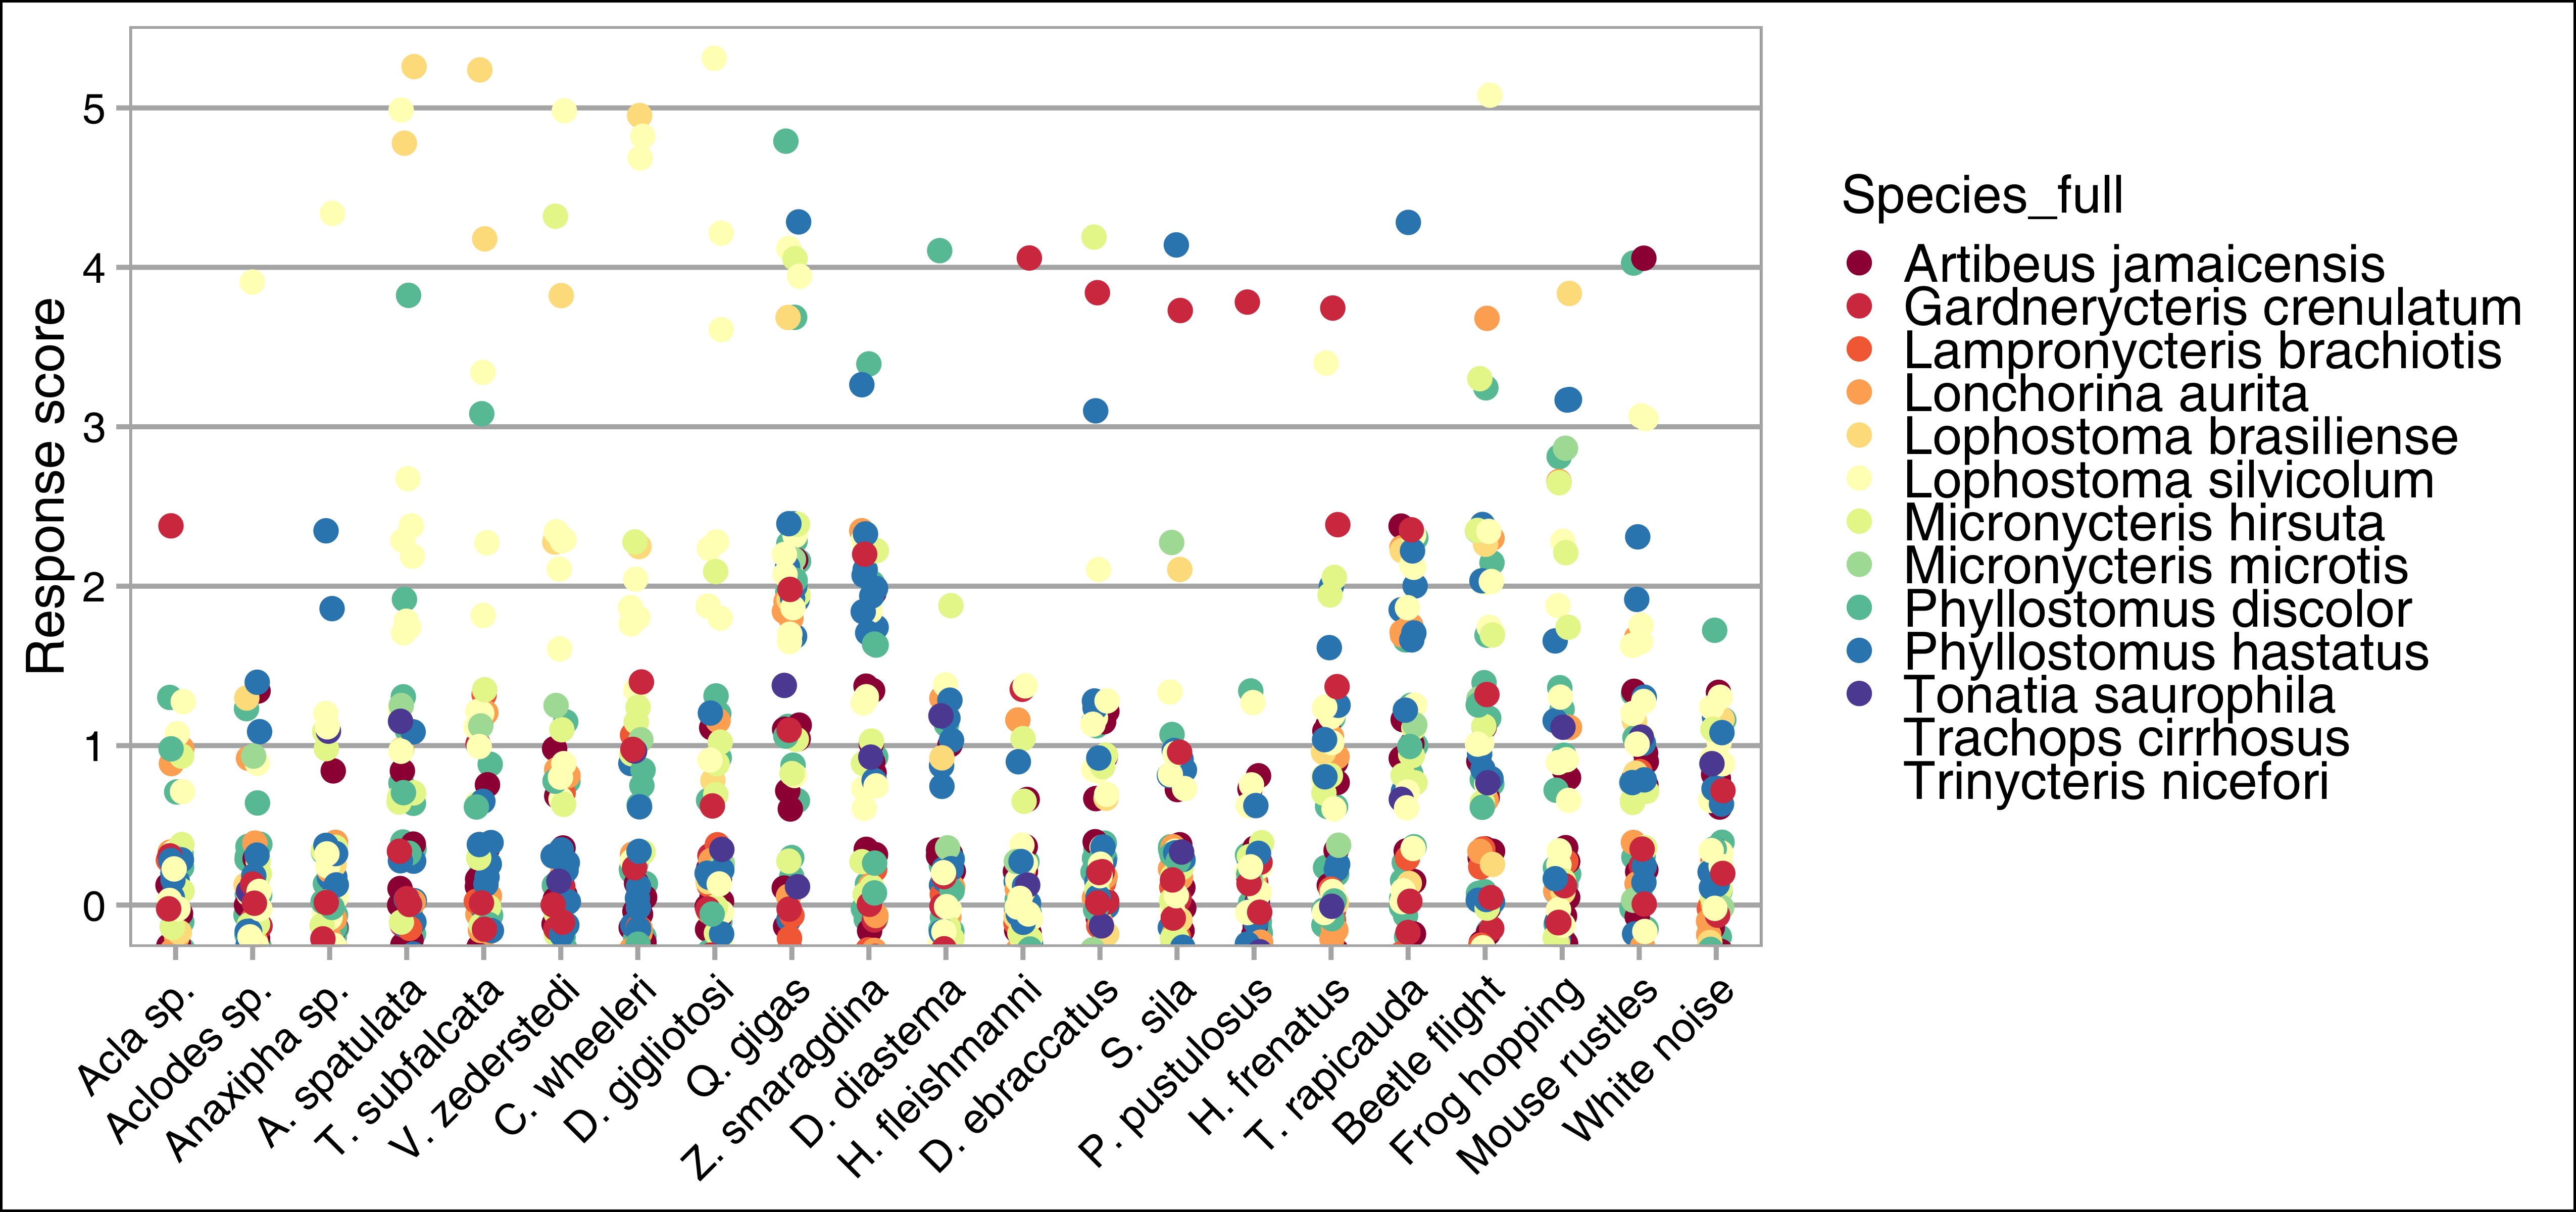 Response score
5
4
3
2
1
0
Acla sp.
Aclodes sp.
Anaxipha sp.
A. spatulata
T. subfalcata
V. zederstedi
C. wheeleri
D. gigliotosi
Q. gigas
Z. smaragdina
D. diastema
H. fleishmanni
D. ebraccatus
S. sila
P. pustulosus
H. frenatus
T. rapicauda
Beetle flight
Frog hopping
Mouse rustles
White noise
Species_full
Artibeus jamaicensis
Gardnerycteris crenulatum
Lampronycteris brachiotis
Lonchorina aurita
Lophostoma brasiliense
Lophostoma silvicolum
Micronycteris hirsuta
Micronycteris microtis
Phyllostomus discolor
Phyllostomus hastatus
Tonatia saurophila
Trachops cirrhosus
Trinycteris nicefori